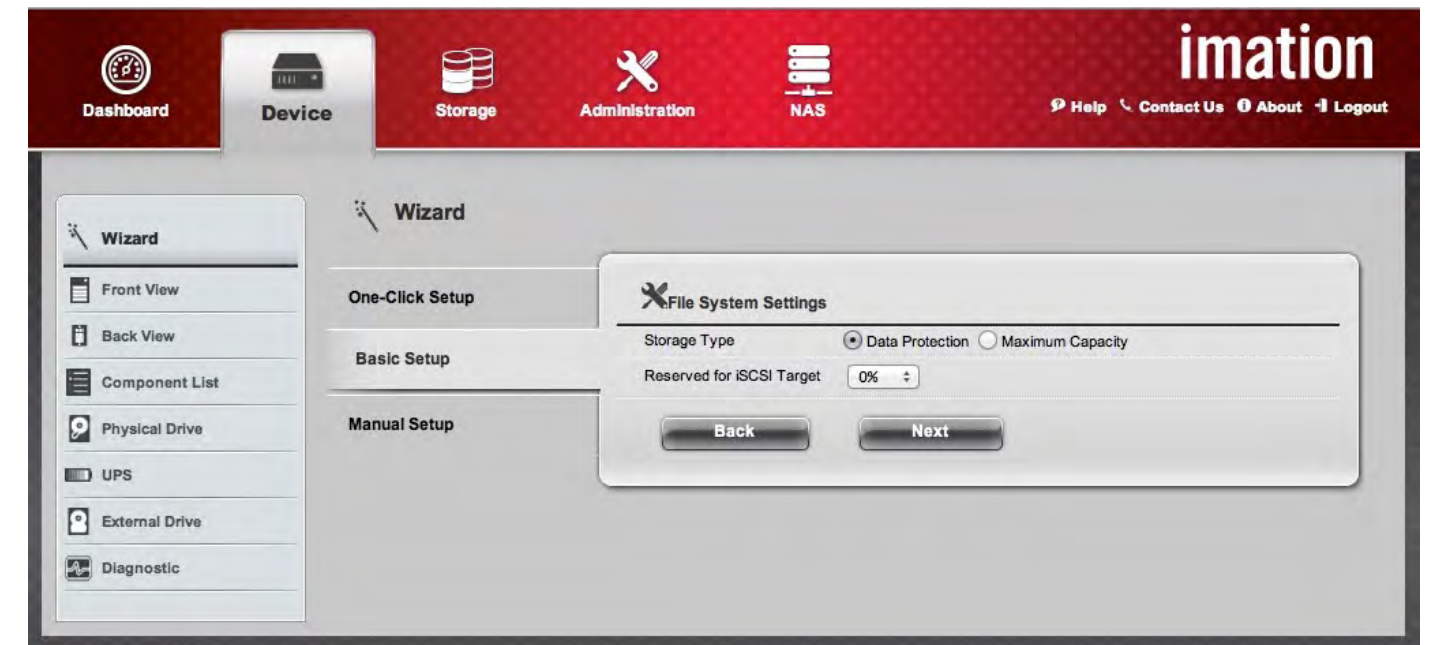 imation
Dashboard
Device
Storage
Administration
NAS
Help Contact Us About Logout
Wizard
Front View
Back View
Component List
Physical Drive
UPS
External Drive
Diagnostic
Wizard
One-Click Setup
Basic Setup
Manual Setup
File System Settings
Storage Type Data Protection Maximum Capacity
Reserved for iSCSI Target 0%
Back Next